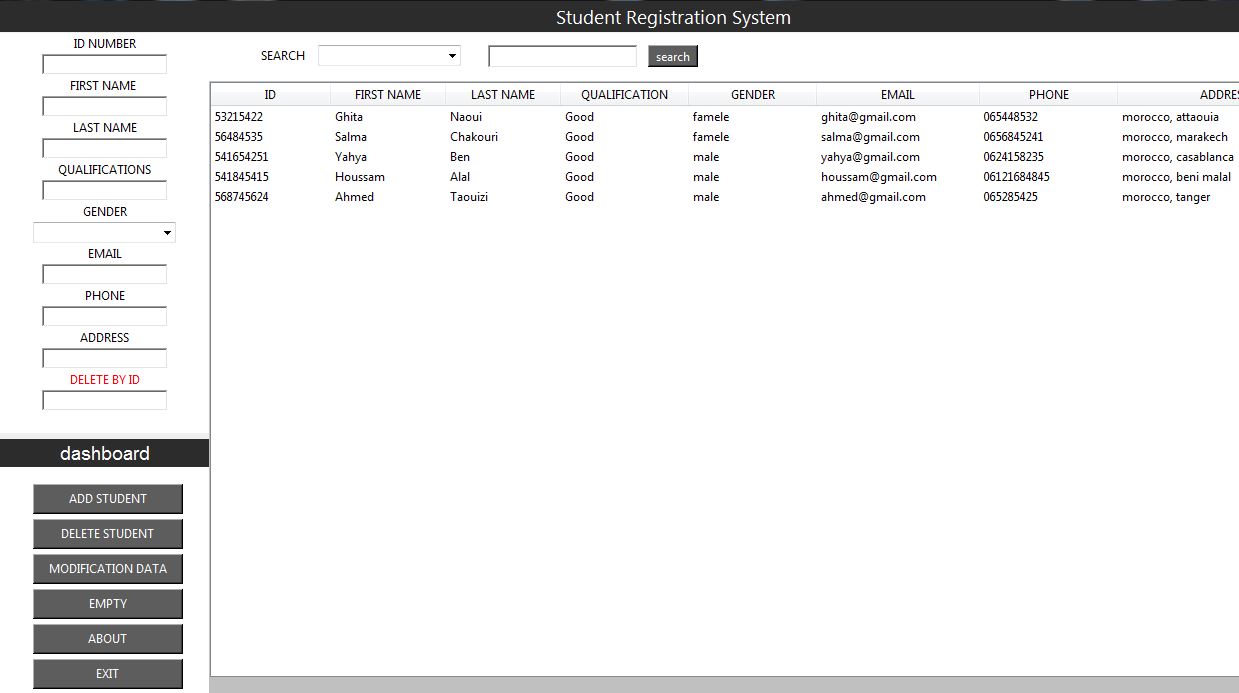 Student Registration System
ID NUMBER
FIRST NAME
LAST NAME
QUALIFICATIONS
GENDER
EMAIL
PHONE
ADDRESS
DELETE BY ID
dashboard
ADD STUDENT
DELETE STUDENT
MODIFICATION DATA
EMPTY
ABOUT
EXIT
SEARCH search
ID FIRST NAME LAST NAME QUALIFICATION GENDER EMAIL PHONE ADDRES
53215422 Ghita Naoui Good famele ghita@gmail.com 065448532 morocco, attaouia
56484535 Salma Chakouri Good famele salma@gmail.com 0656845241 morocco, marakech
541654251 Yahya Ben Good male yahya@gmail.com 0624158235 morocco, casablanca
541845415 Houssam Alal Good male houssam@gmail.com 06121684845 morocco, beni malal
568745624 Ahmed Taouizi Good male ahmed@gmail.com 065285425 morocco, tanger